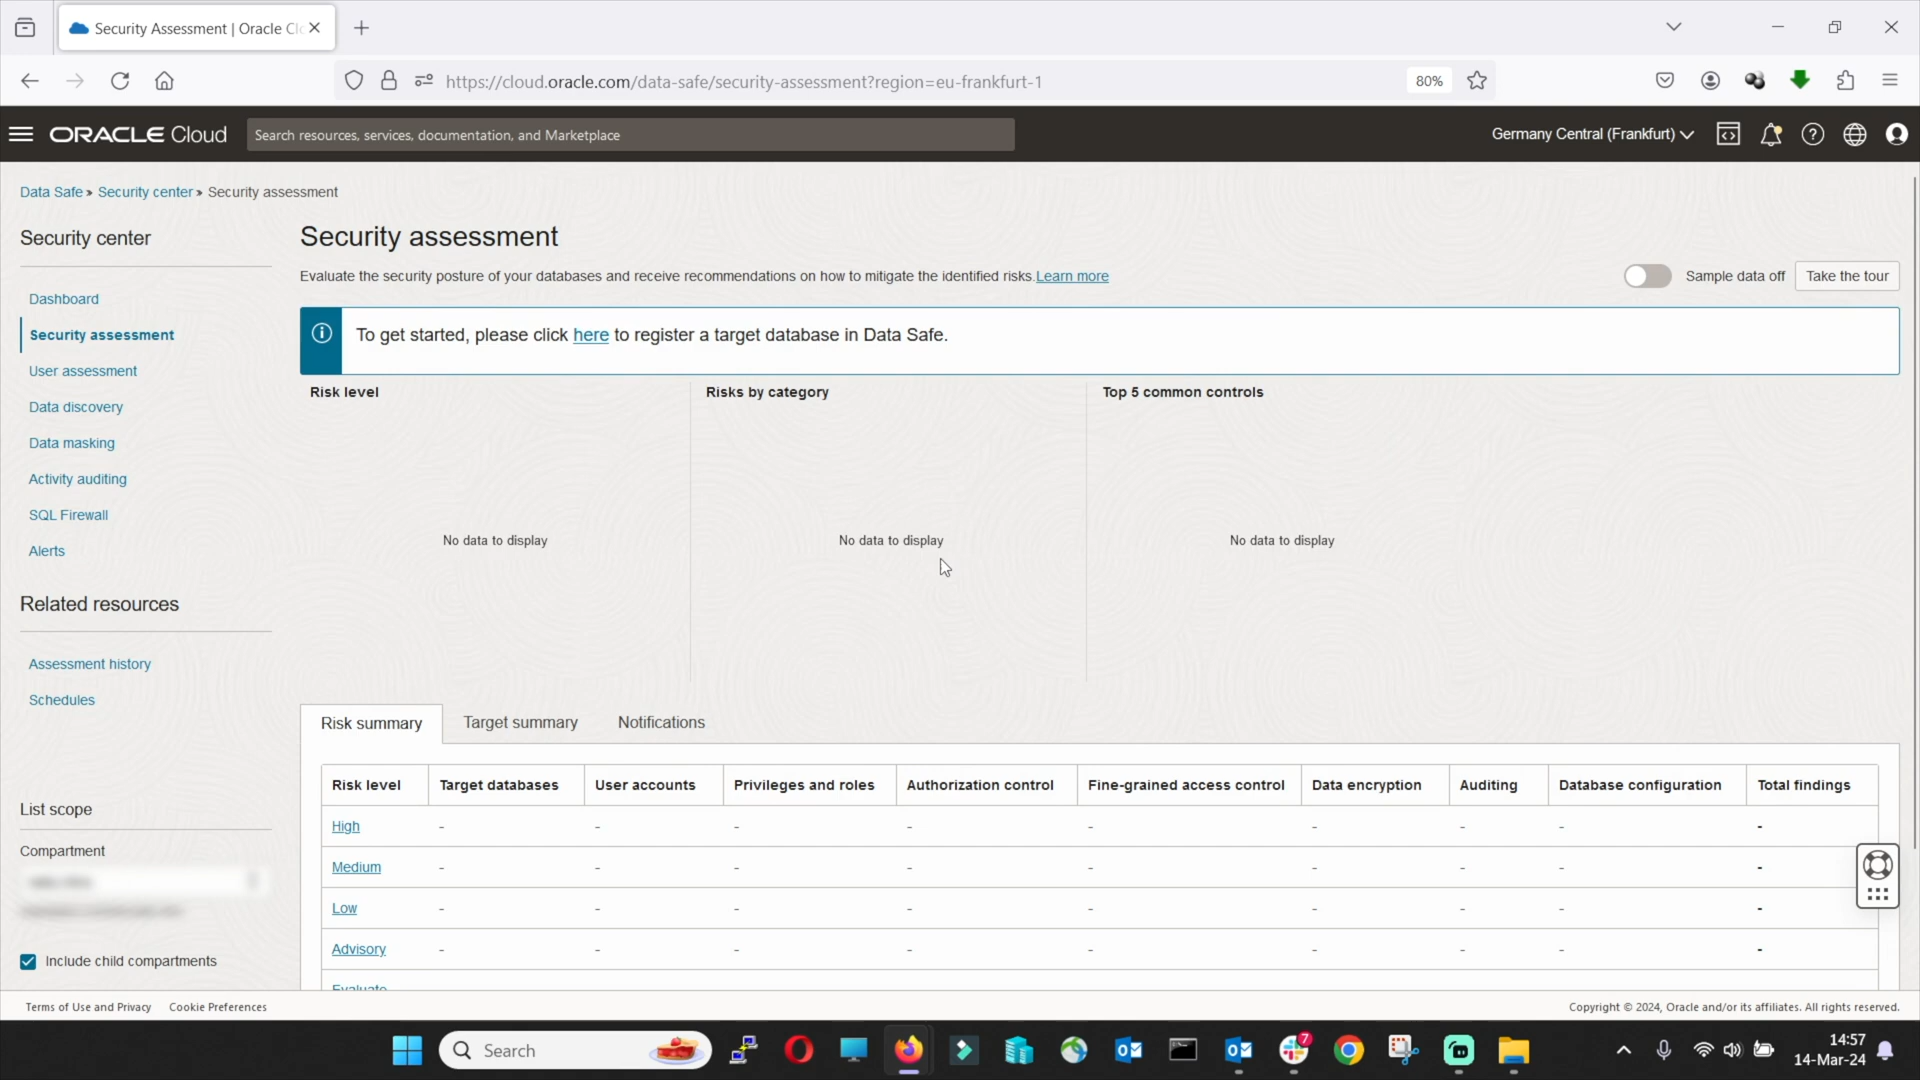 Security Assessment | Oracle Clo
https://cloud.oracle.com/data-safe/security-assessment?region=eu-frankfurt-1
80%
ORACLE Cloud
Search resources, services, documentation, and Marketplace
Germany Central (Frankfurt)
Data Safe » Security center » Security assessment
Security center
Dashboard
Security assessment
User assessment
Data discovery
Data masking
Activity auditing
SQL Firewall
Alerts
Related resources
Assessment history
Schedules
List scope
Compartment
Include child compartments
Security assessment
Evaluate the security posture of your databases and receive recommendations on how to mitigate the identified risks.Learn more
Sample data off
Take the tour
To get started, please click here to register a target database in Data Safe.
Risk level
Risks by category
Top 5 common controls
No data to display
No data to display
No data to display
Risk summary
Target summary
Notifications
Risk level Target databases User accounts Privileges and roles Authorization control Fine-grained access control Data encryption Auditing Database configuration Total findings
High - - - - - - - - -
Medium - - - - - - - - -
Low - - - - - - - - -
Advisory - - - - - - - - -
Evaluate
Terms of Use and Privacy
Cookie Preferences
Copyright © 2024, Oracle and/or its affiliates. All rights reserved.
Search
7
14:57
14-Mar-24